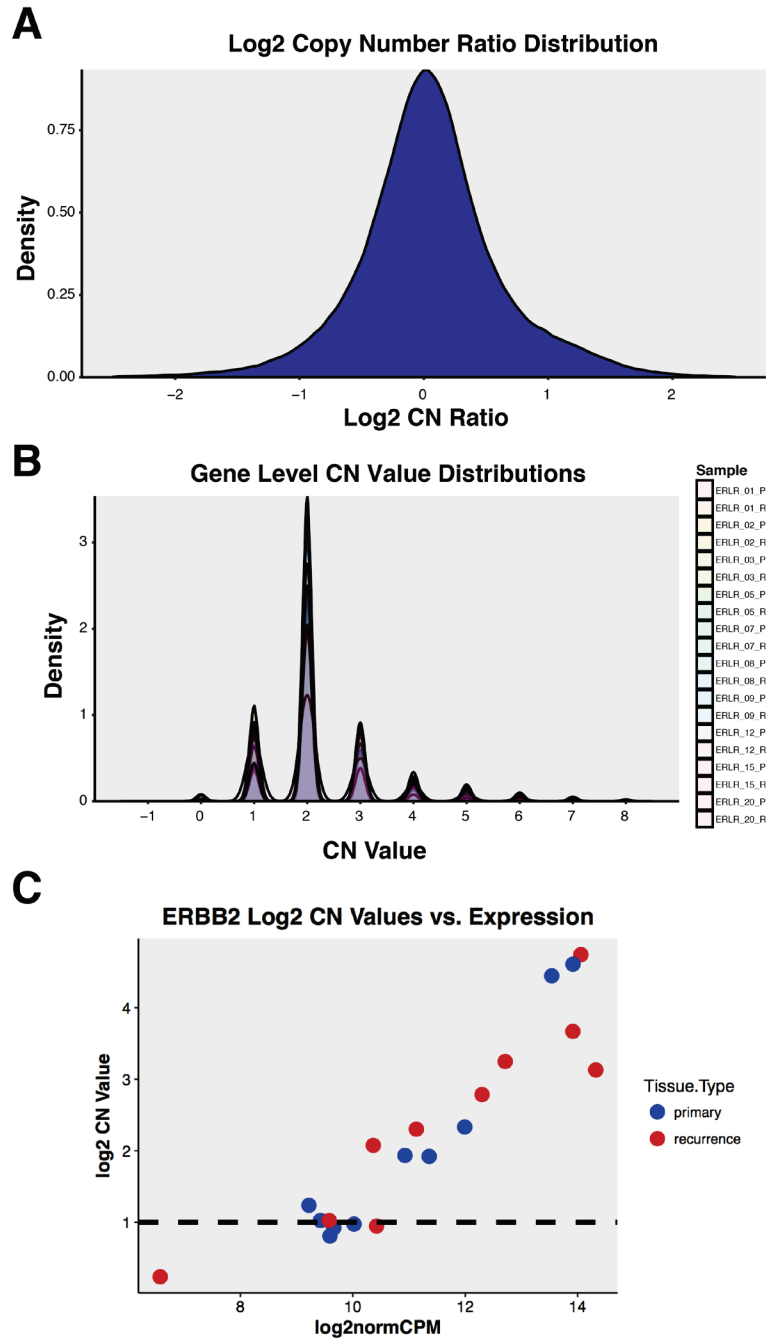 A
Log2 Copy Number Ratio Distribution
0.75
0.50
0.25
0.00
Density
−2 −1 0 1 2
Log2 CN Ratio
B
Gene Level CN Value Distributions
3
2
1
0
Density
−1 0 1 2 3 4 5 6 7 8
CN Value
Sample
ERLR_01_P
ERLR_01_R
ERLR_02_P
ERLR_02_R
ERLR_03_P
ERLR_03_R
ERLR_05_P
ERLR_05_R
ERLR_07_P
ERLR_07_R
ERLR_08_P
ERLR_08_R
ERLR_09_P
ERLR_09_R
ERLR_12_P
ERLR_12_R
ERLR_15_P
ERLR_15_R
ERLR_20_P
ERLR_20_R
C
ERBB2 Log2 CN Values vs. Expression
4
3
2
1
log2 CN Value
8 10 12 14
log2normCPM
Tissue.Type
primary
recurrence